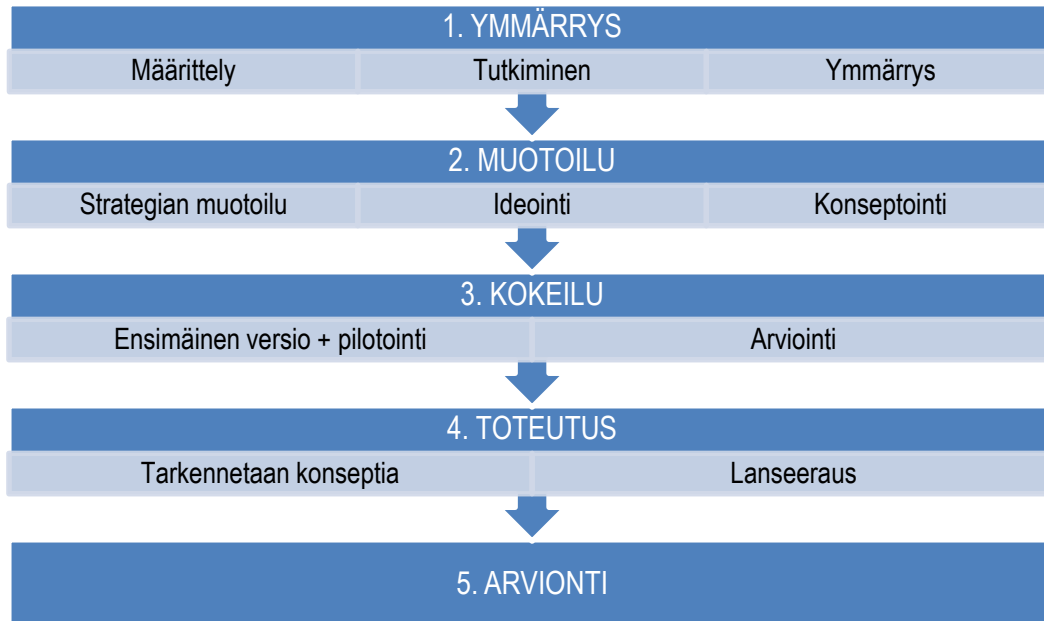 1. YMMÄRRYS
Määrittely Tutkiminen Ymmärrys
2. MUOTOILU
Strategian muotoilu Ideointi Konseptointi
3. KOKEILU
Ensimäinen versio + pilotointi Arviointi
4. TOTEUTUS
Tarkennetaan konseptia Lanseeraus
5. ARVIONTI